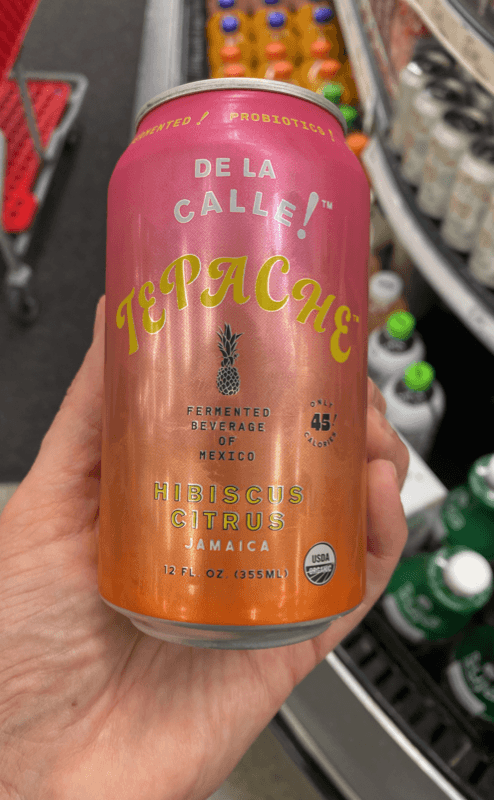 FERMENTED! PROBIOTICS!
DE LA
CALLE!™
TEPACHE™
FERMENTED
BEVERAGE
OF
MEXICO
ONLY
45!
CALORIES
HIBISCUS
CITRUS
JAMAICA
12 FL. OZ. (355ML)
USDA
ORGANIC